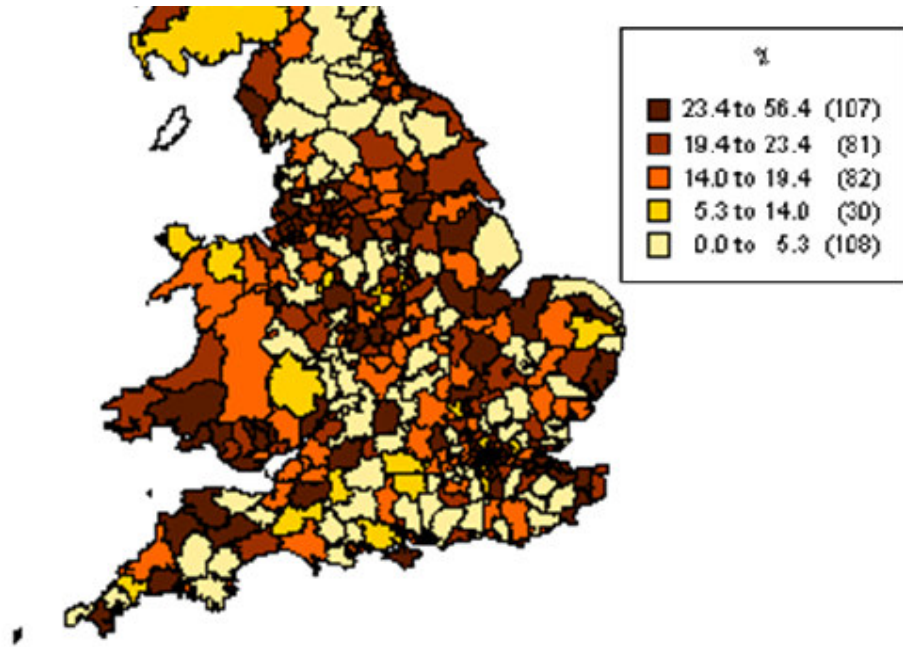 %
23.4 to 56.4 (107)
19.4 to 23.4 (81)
14.0 to 19.4 (82)
5.3 to 14.0 (30)
0.0 to 5.3 (108)